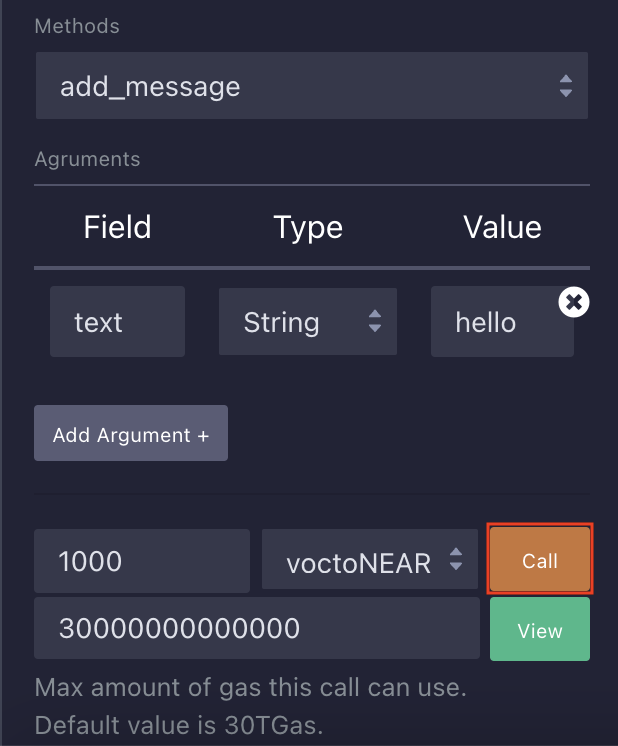 Methods
add_message
Agruments
Field Type Value
text String hello
Add Argument +
1000 yoctoNEAR Call
30000000000000 View
Max amount of gas this call can use.
Default value is 30TGas.